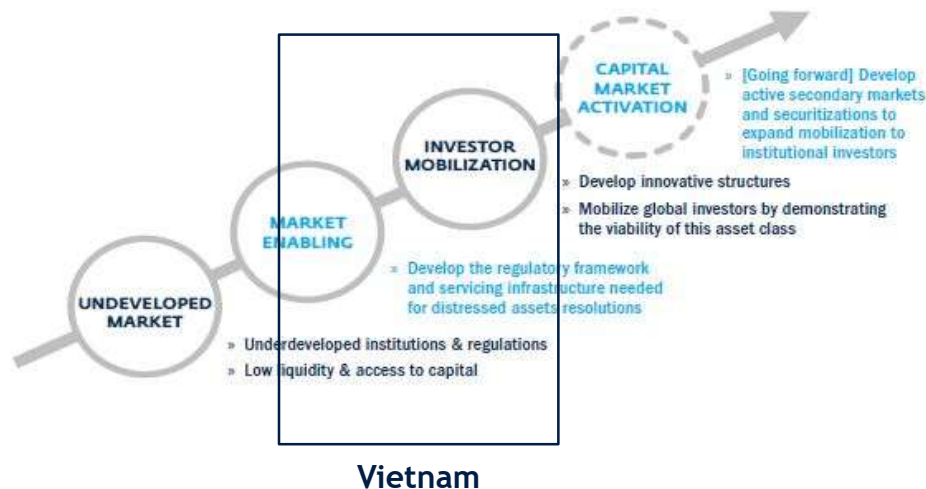 CAPITAL
MARKET
ACTIVATION
» [Going forward] Develop
active secondary markets
and securitizations to
expand mobilization to
institutional investors
INVESTOR
MOBILIZATION
» Develop innovative structures
» Mobilize global investors by demonstrating
the viability of this asset class
MARKET
ENABLING
» Develop the regulatory framework
and servicing infrastructure needed
for distressed assets resolutions
UNDEVELOPED
MARKET
» Underdeveloped institutions & regulations
» Low liquidity & access to capital
Vietnam